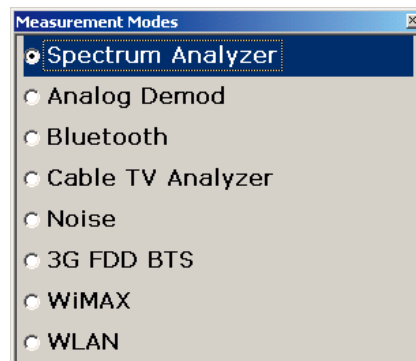 Measurement Modes
Spectrum Analyzer
Analog Demod
Bluetooth
Cable TV Analyzer
Noise
3G FDD BTS
WiMAX
WLAN